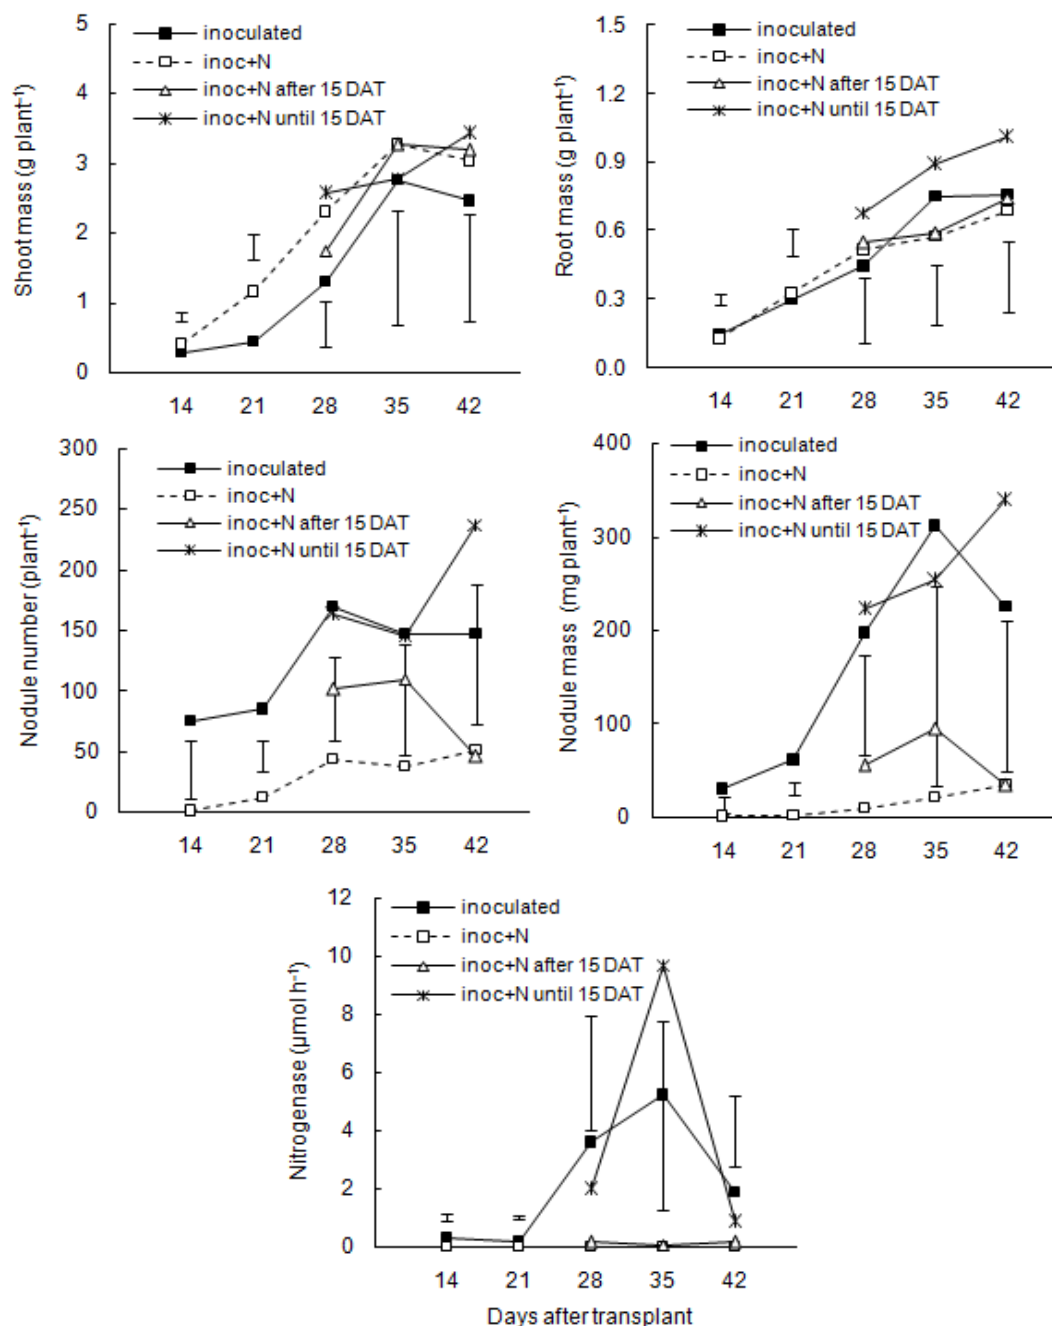 Shoot mass (g plant⁻¹)
5
4
3
2
1
0
inoculated
inoc+N
inoc+N after 15 DAT
inoc+N until 15 DAT
14 21 28 35 42
Root mass (g plant⁻¹)
1.5
1.2
0.9
0.6
0.3
0.0
inoculated
inoc+N
inoc+N after 15 DAT
inoc+N until 15 DAT
14 21 28 35 42
Nodule number (plant⁻¹)
300
250
200
150
100
50
0
inoculated
inoc+N
inoc+N after 15 DAT
inoc+N until 15 DAT
14 21 28 35 42
Nodule mass (mg plant⁻¹)
400
300
200
100
0
inoculated
inoc+N
inoc+N after 15 DAT
inoc+N until 15 DAT
14 21 28 35 42
Nitrogenase (µmol h⁻¹)
12
10
8
6
4
2
0
inoculated
inoc+N
inoc+N after 15 DAT
inoc+N until 15 DAT
14 21 28 35 42
Days after transplant